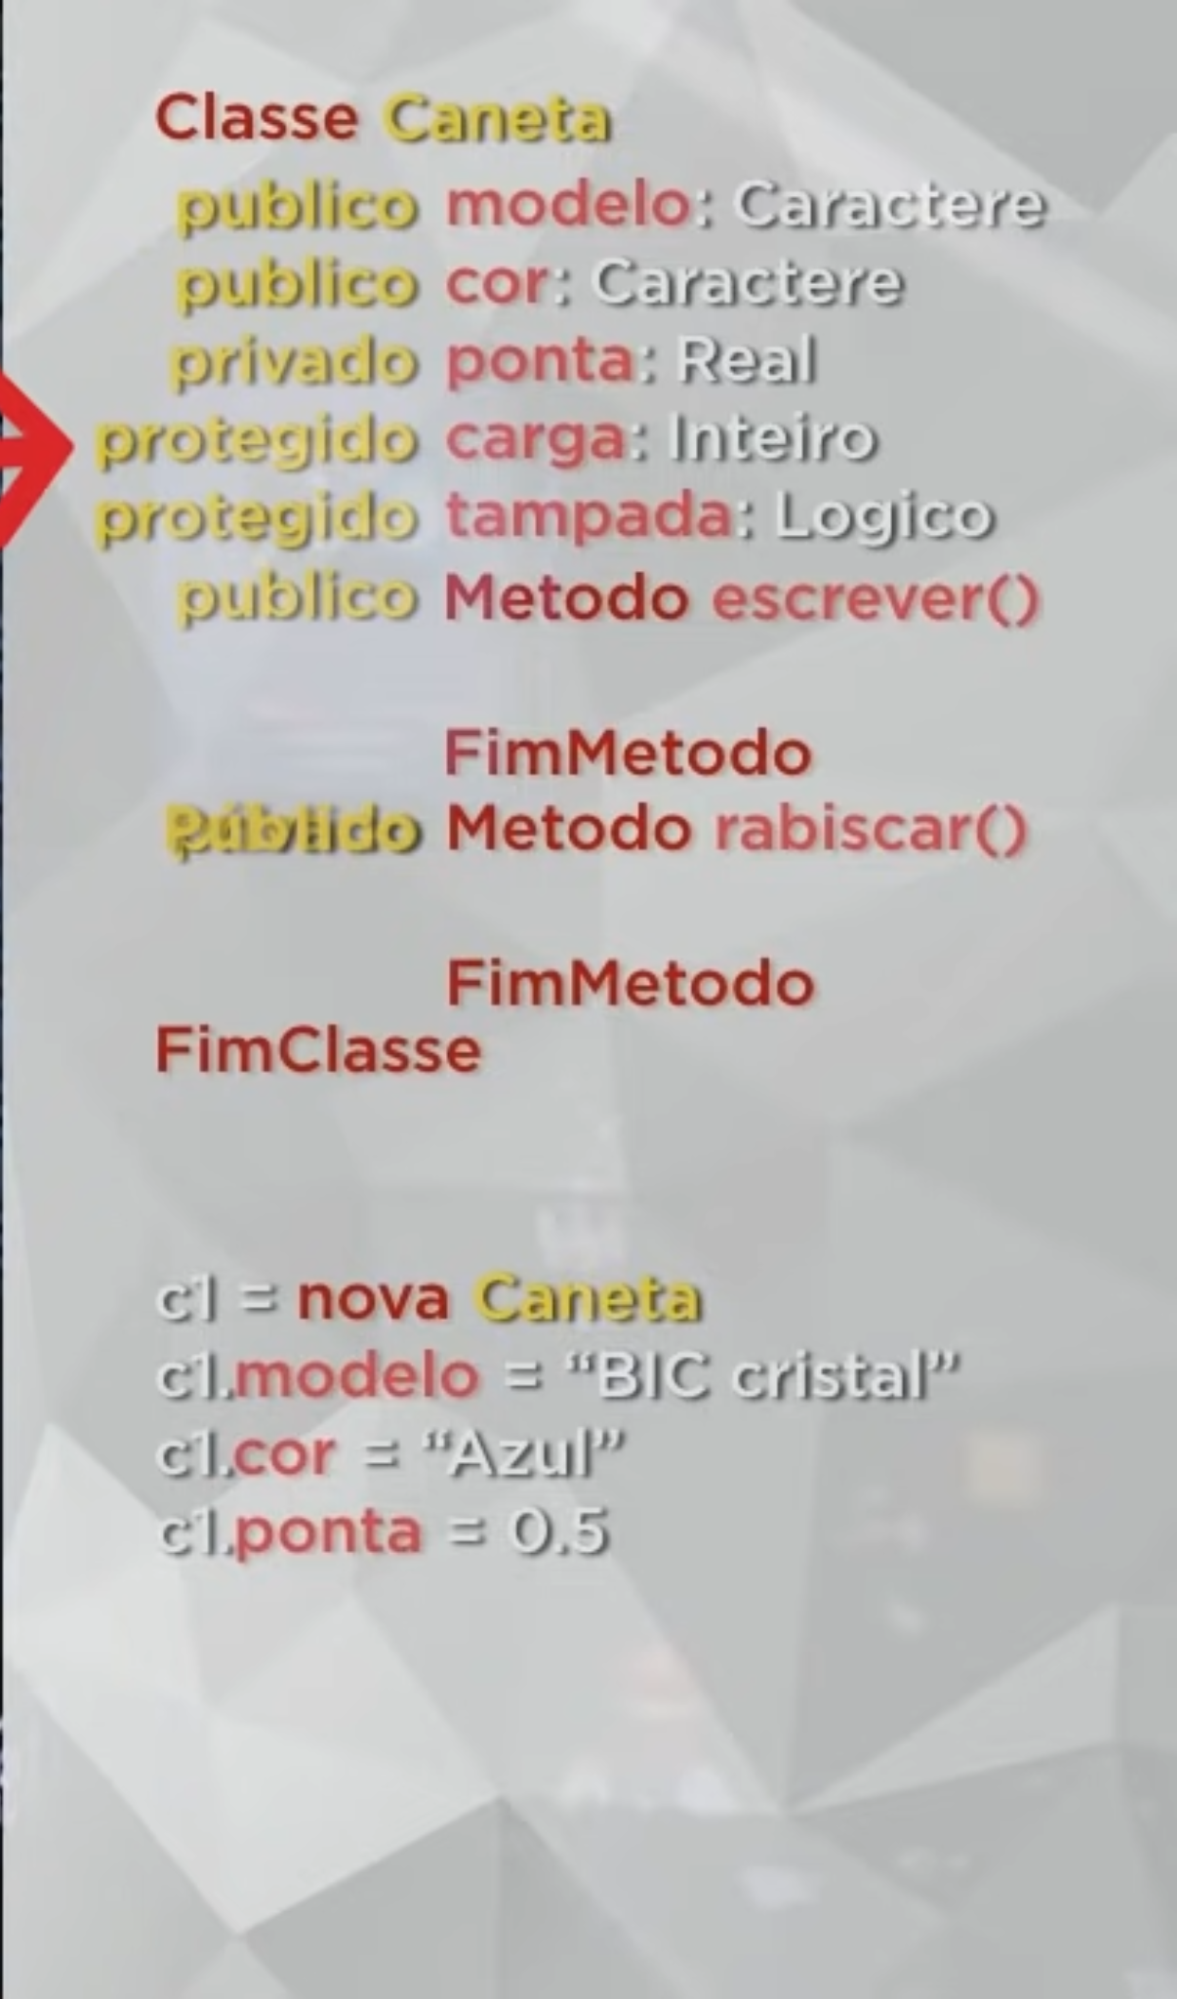 Classe Caneta
publico modelo: Caractere
publico cor: Caractere
privado ponta: Real
protegido carga: Inteiro
protegido tampada: Logico
publico Metodo escrever()
FimMetodo
Metodo rabiscar()
FimMetodo
FimClasse
c1 = nova Caneta
c1.modelo = “BIC cristal”
c1.cor = “Azul”
c1.ponta = 0.5